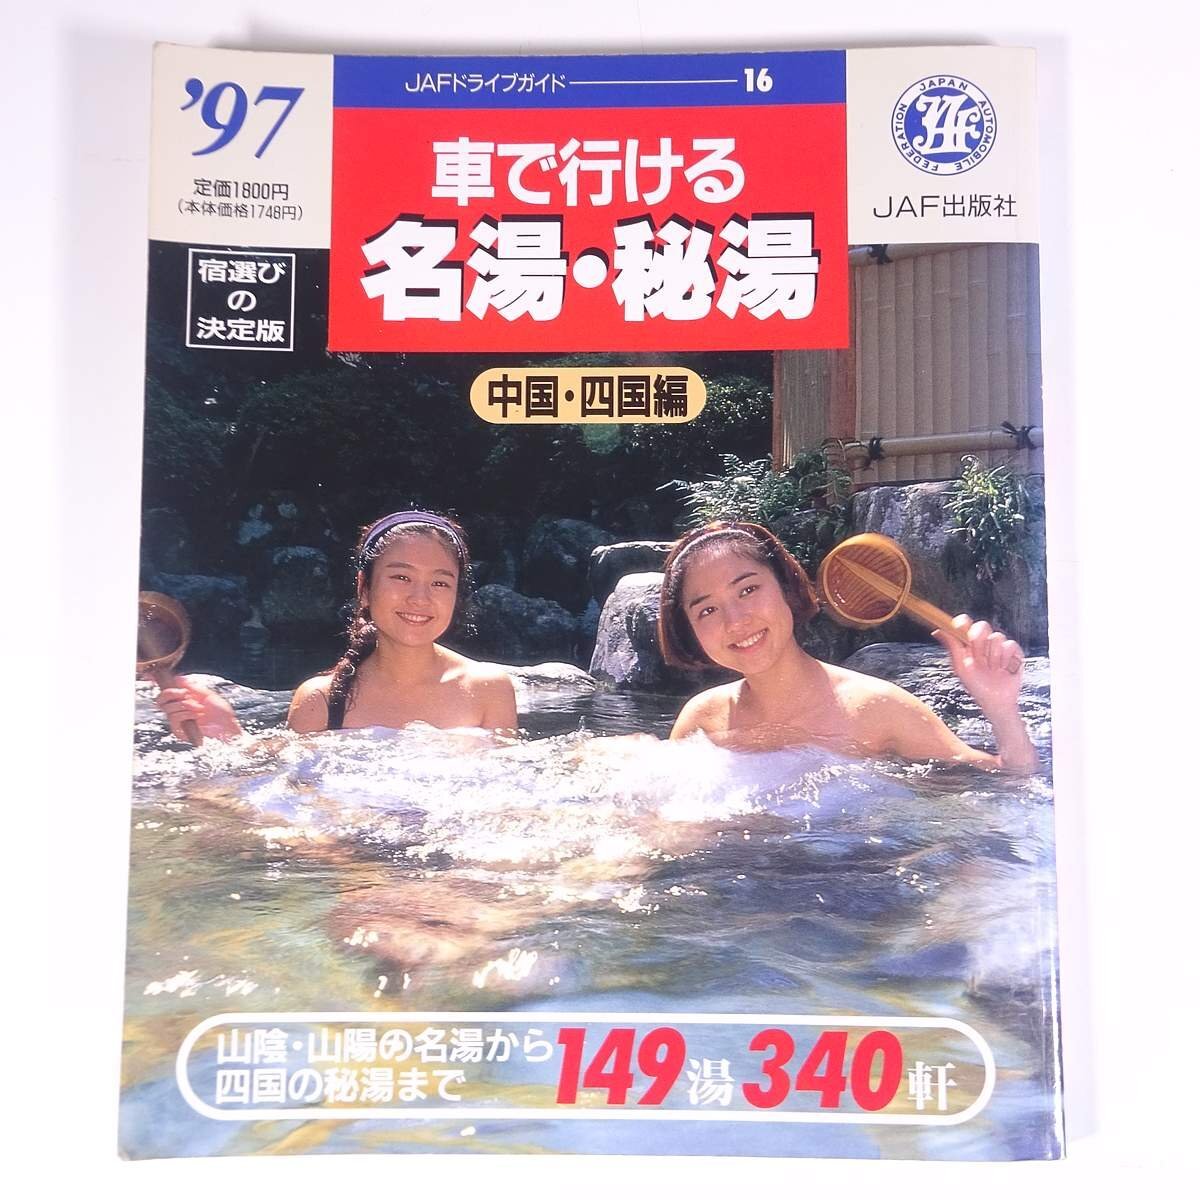 '97
定価1800円
(本体価格1748円)
JAFドライブガイド 16
車で行ける
名湯・秘湯
中国・四国編
JAPAN AUTOMOBILE FEDERATION
JAF
JAF出版社
宿選び
の
決定版
山陰・山陽の名湯から
四国の秘湯まで
149湯340軒